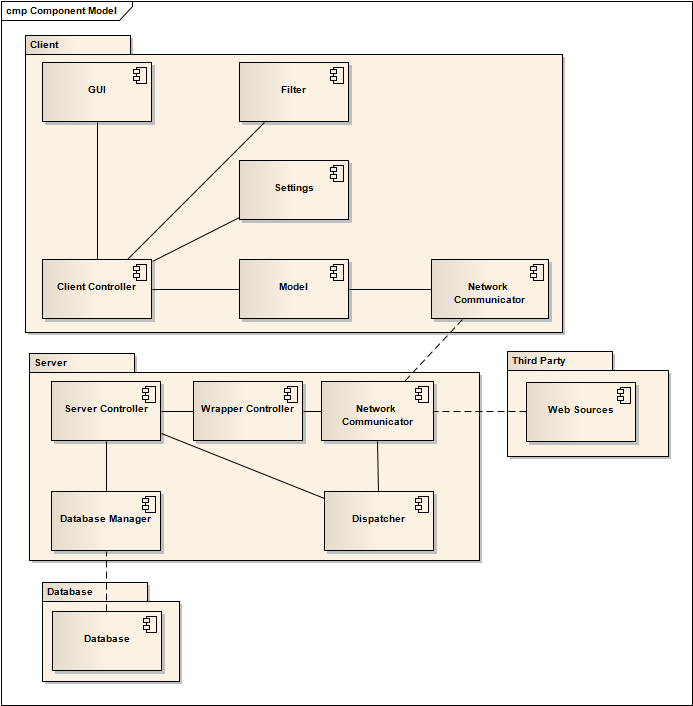 cmp Component Model
Client
GUI
Filter
Settings
Client Controller
Model
Network
Communicator
Server
Third Party
Server Controller
Wrapper Controller
Network
Communicator
Web Sources
Database Manager
Dispatcher
Database
Database